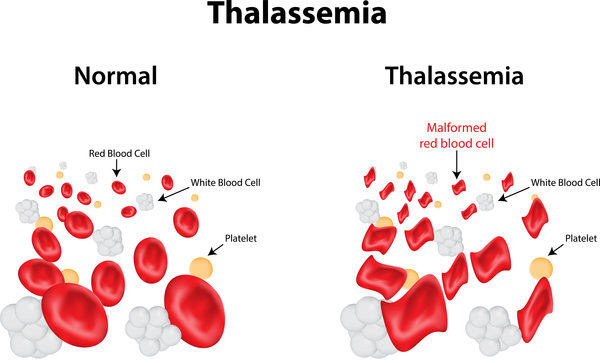 Thalassemia
Normal
Thalassemia
Red Blood Cell
White Blood Cell
Platelet
Malformed
red blood cell
White Blood Cell
Platelet